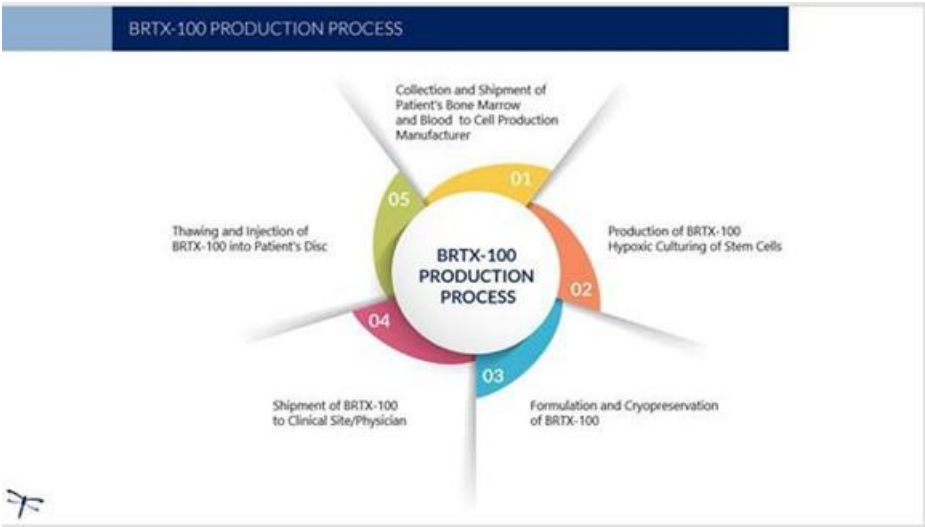 BRTX-100 PRODUCTION PROCESS
Collection and Shipment of
Patient's Bone Marrow
and Blood to Cell Production
Manufacturer
01
Production of BRTX-100
Hypoxic Culturing of Stem Cells
02
03
Formulation and Cryopreservation
of BRTX-100
04
Shipment of BRTX-100
to Clinical Site/Physician
05
Thawing and Injection of
BRTX-100 into Patient's Disc
BRTX-100
PRODUCTION
PROCESS